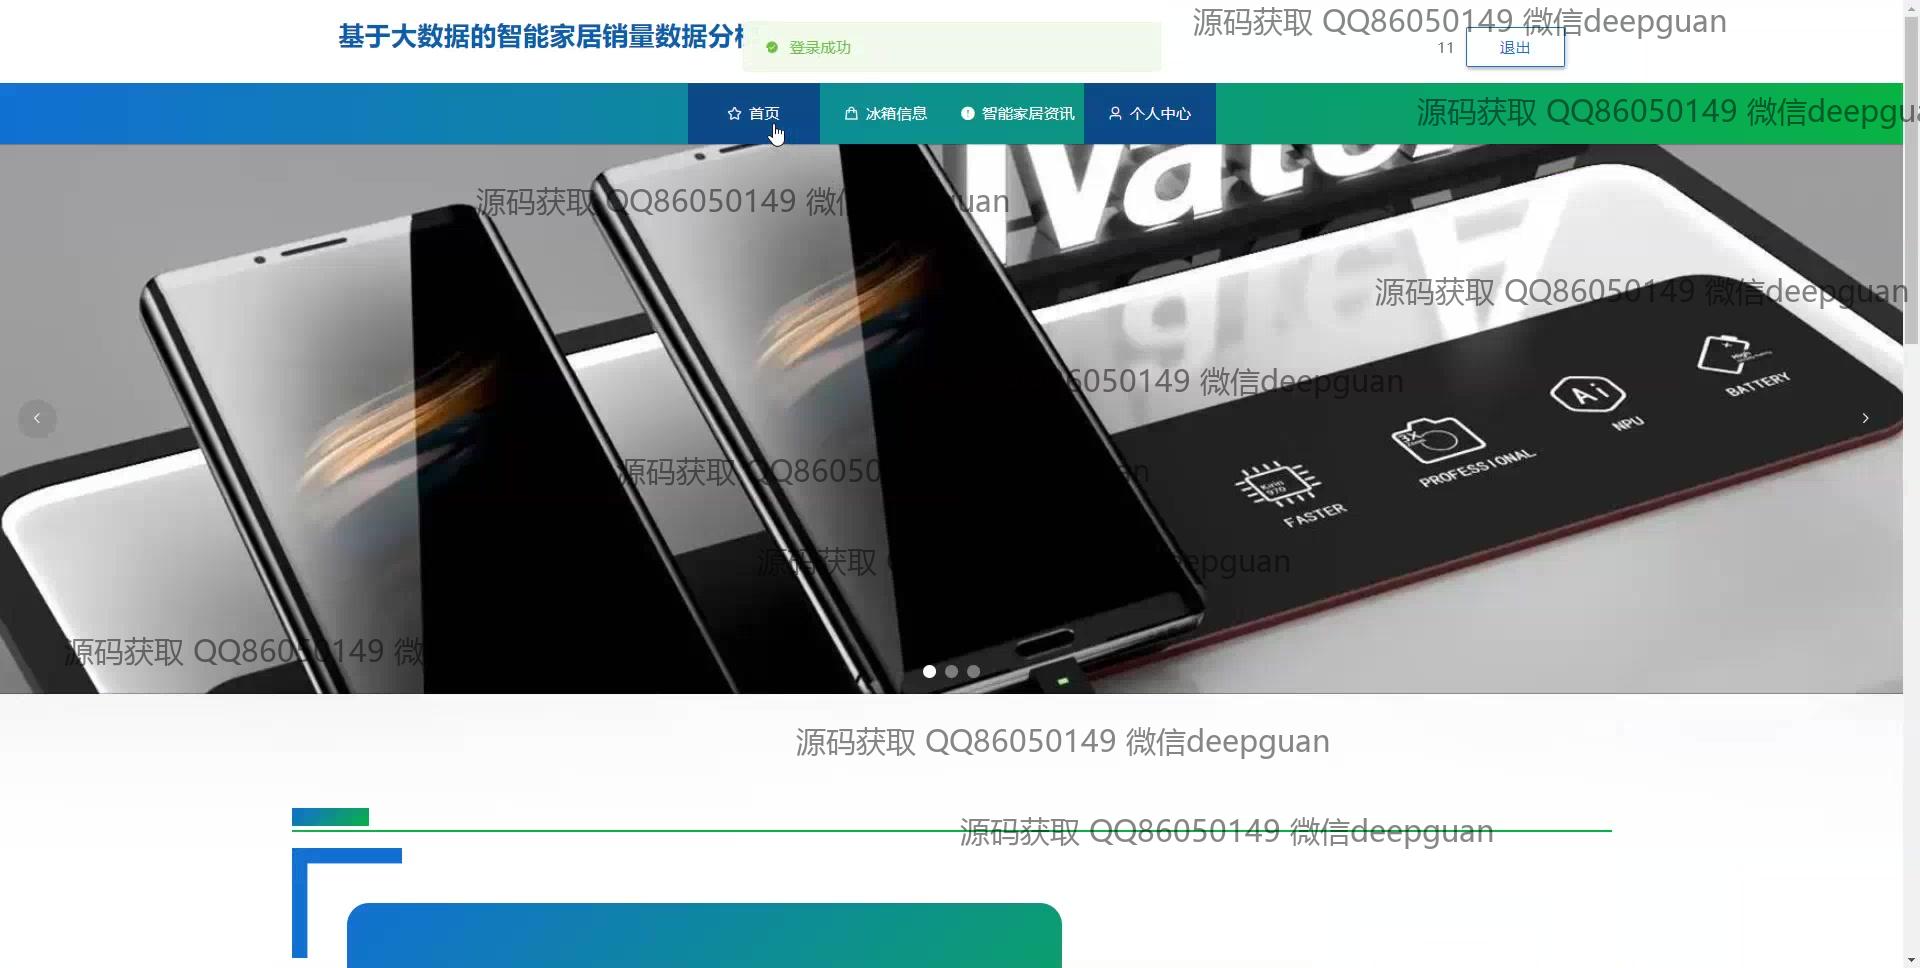 基于大数据的智能家居销量数据分析
登录成功
源码获取 QQ86050149 微信deepguan
11
退出
首页
冰箱信息
智能家居资讯
个人中心
源码获取 QQ86050149 微信deepgu
源码获取 QQ86050149 微信 guan
源码获取 QQ86050149 微信deepguan
6050149 微信deepguan
源码获取 QQ86050
源码获取
epguan
源码获取 QQ86050149 微
Kirin 970
FASTER
3X
PROFESSIONAL
Ai
NPU
High
BATTERY
源码获取 QQ86050149 微信deepguan
源码获取 QQ86050149 微信deepguan